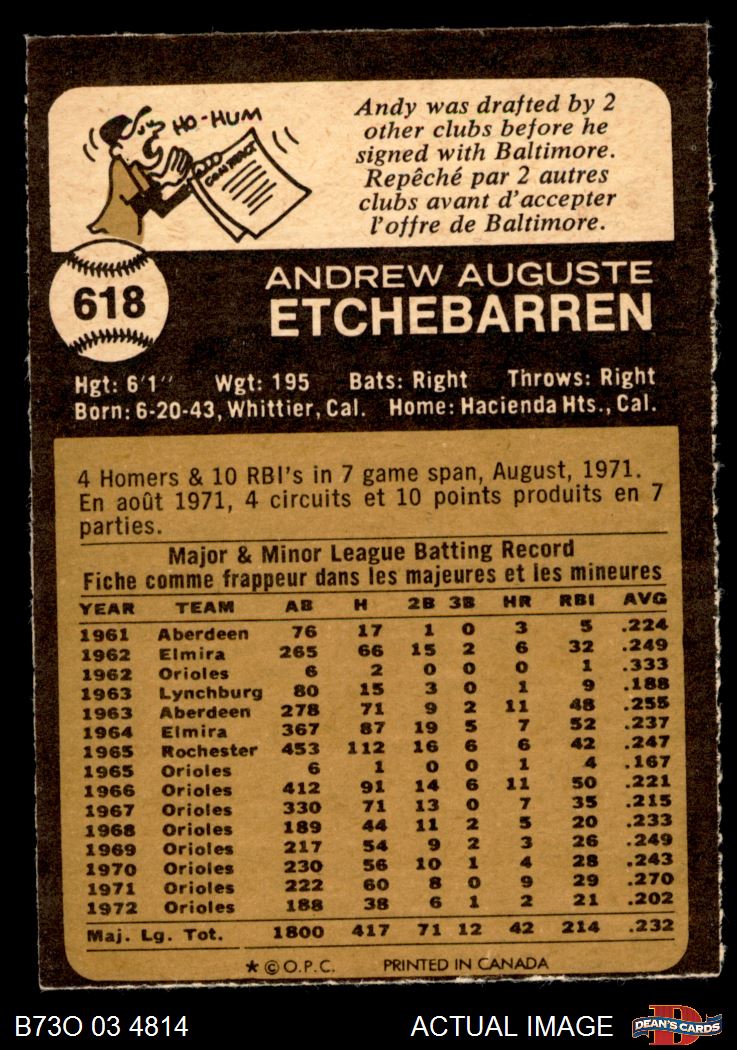 HO-HUM
CONTRACT
Andy was drafted by 2
other clubs before he
signed with Baltimore.
Repêché par 2 autres
clubs avant d'accepter
l'offre de Baltimore.
618
ANDREW AUGUSTE
ETCHEBARREN
Hgt: 6'1" Wgt: 195 Bats: Right Throws: Right
Born: 6-20-43, Whittier, Cal. Home: Hacienda Hts., Cal.
4 Homers & 10 RBI's in 7 game span, August, 1971.
En août 1971, 4 circuits et 10 points produits en 7
parties.
Major & Minor League Batting Record
Fiche comme frappeur dans les majeures et les mineures
YEAR TEAM AB H 2B 3B HR RBI AVG
1961 Aberdeen 76 17 1 0 3 5 .224
1962 Elmira 265 66 15 2 6 32 .249
1962 Orioles 6 2 0 0 0 1 .333
1963 Lynchburg 80 15 3 0 1 9 .188
1963 Aberdeen 278 71 9 2 11 48 .255
1964 Elmira 367 87 19 5 7 52 .237
1965 Rochester 453 112 16 6 6 42 .247
1965 Orioles 6 1 0 0 1 4 .167
1966 Orioles 412 91 14 6 11 50 .221
1967 Orioles 330 71 13 0 7 35 .215
1968 Orioles 189 44 11 2 5 20 .233
1969 Orioles 217 54 9 2 3 26 .249
1970 Orioles 230 56 10 1 4 28 .243
1971 Orioles 222 60 8 0 9 29 .270
1972 Orioles 188 38 6 1 2 21 .202
Maj. Lg. Tot. 1800 417 71 12 42 214 .232
★ © O.P.C. PRINTED IN CANADA
B73O 03 4814 ACTUAL IMAGE DEAN'S CARDS